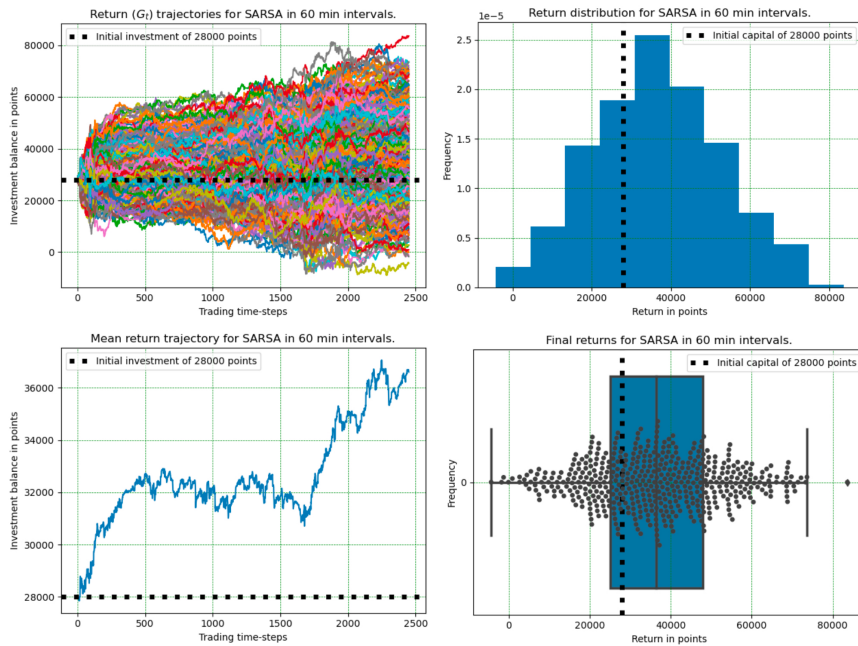 Return (Gt) trajectories for SARSA in 60 min intervals.
Initial investment of 28000 points
Investment balance in points
80000
60000
40000
20000
0
0 500 1000 1500 2000 2500
Trading time-steps
Return distribution for SARSA in 60 min intervals.
1e−5
Initial capital of 28000 points
Frequency
2.5
2.0
1.5
1.0
0.5
0.0
0 20000 40000 60000 80000
Return in points
Mean return trajectory for SARSA in 60 min intervals.
Initial investment of 28000 points
Investment balance in points
36000
34000
32000
30000
28000
0 500 1000 1500 2000 2500
Trading time-steps
Final returns for SARSA in 60 min intervals.
Initial capital of 28000 points
Frequency
0
0 20000 40000 60000 80000
Return in points